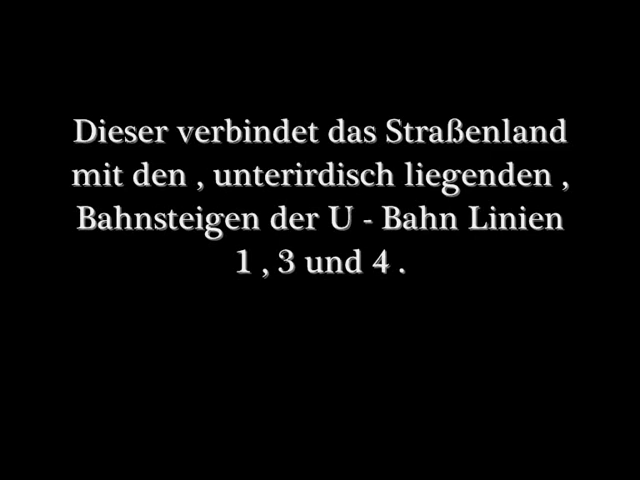 Dieser verbindet das Straßenland
mit den , unterirdisch liegenden ,
Bahnsteigen der U - Bahn Linien
1 , 3 und 4 .